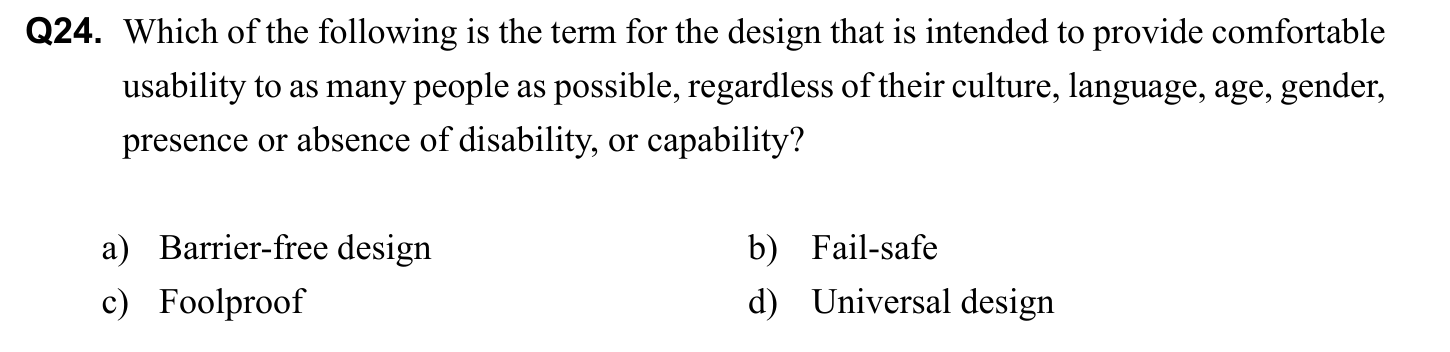 Q24. Which of the following is the term for the design that is intended to provide comfortable
usability to as many people as possible, regardless of their culture, language, age, gender,
presence or absence of disability, or capability?
a) Barrier-free design b) Fail-safe
c) Foolproof d) Universal design